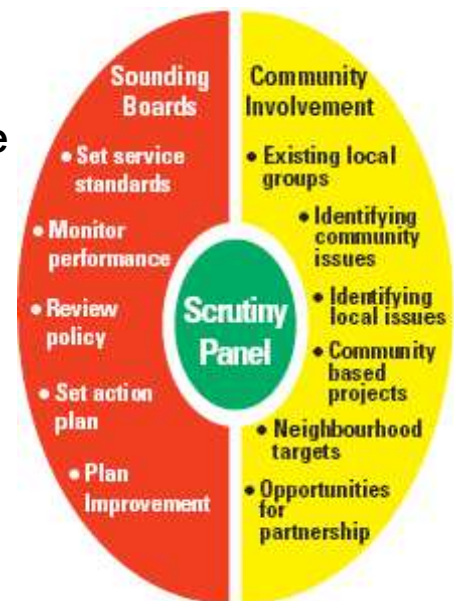 e
Sounding
Boards
• Set service
standards
• Monitor
performance
• Review
policy
• Set action
plan
• Plan
Improvement
Scrutiny
Panel
Community
Involvement
• Existing local
groups
• Identifying
community
issues
• Identifying
local issues
• Community
based
projects
• Neighbourhood
targets
• Opportunities
for
partnership